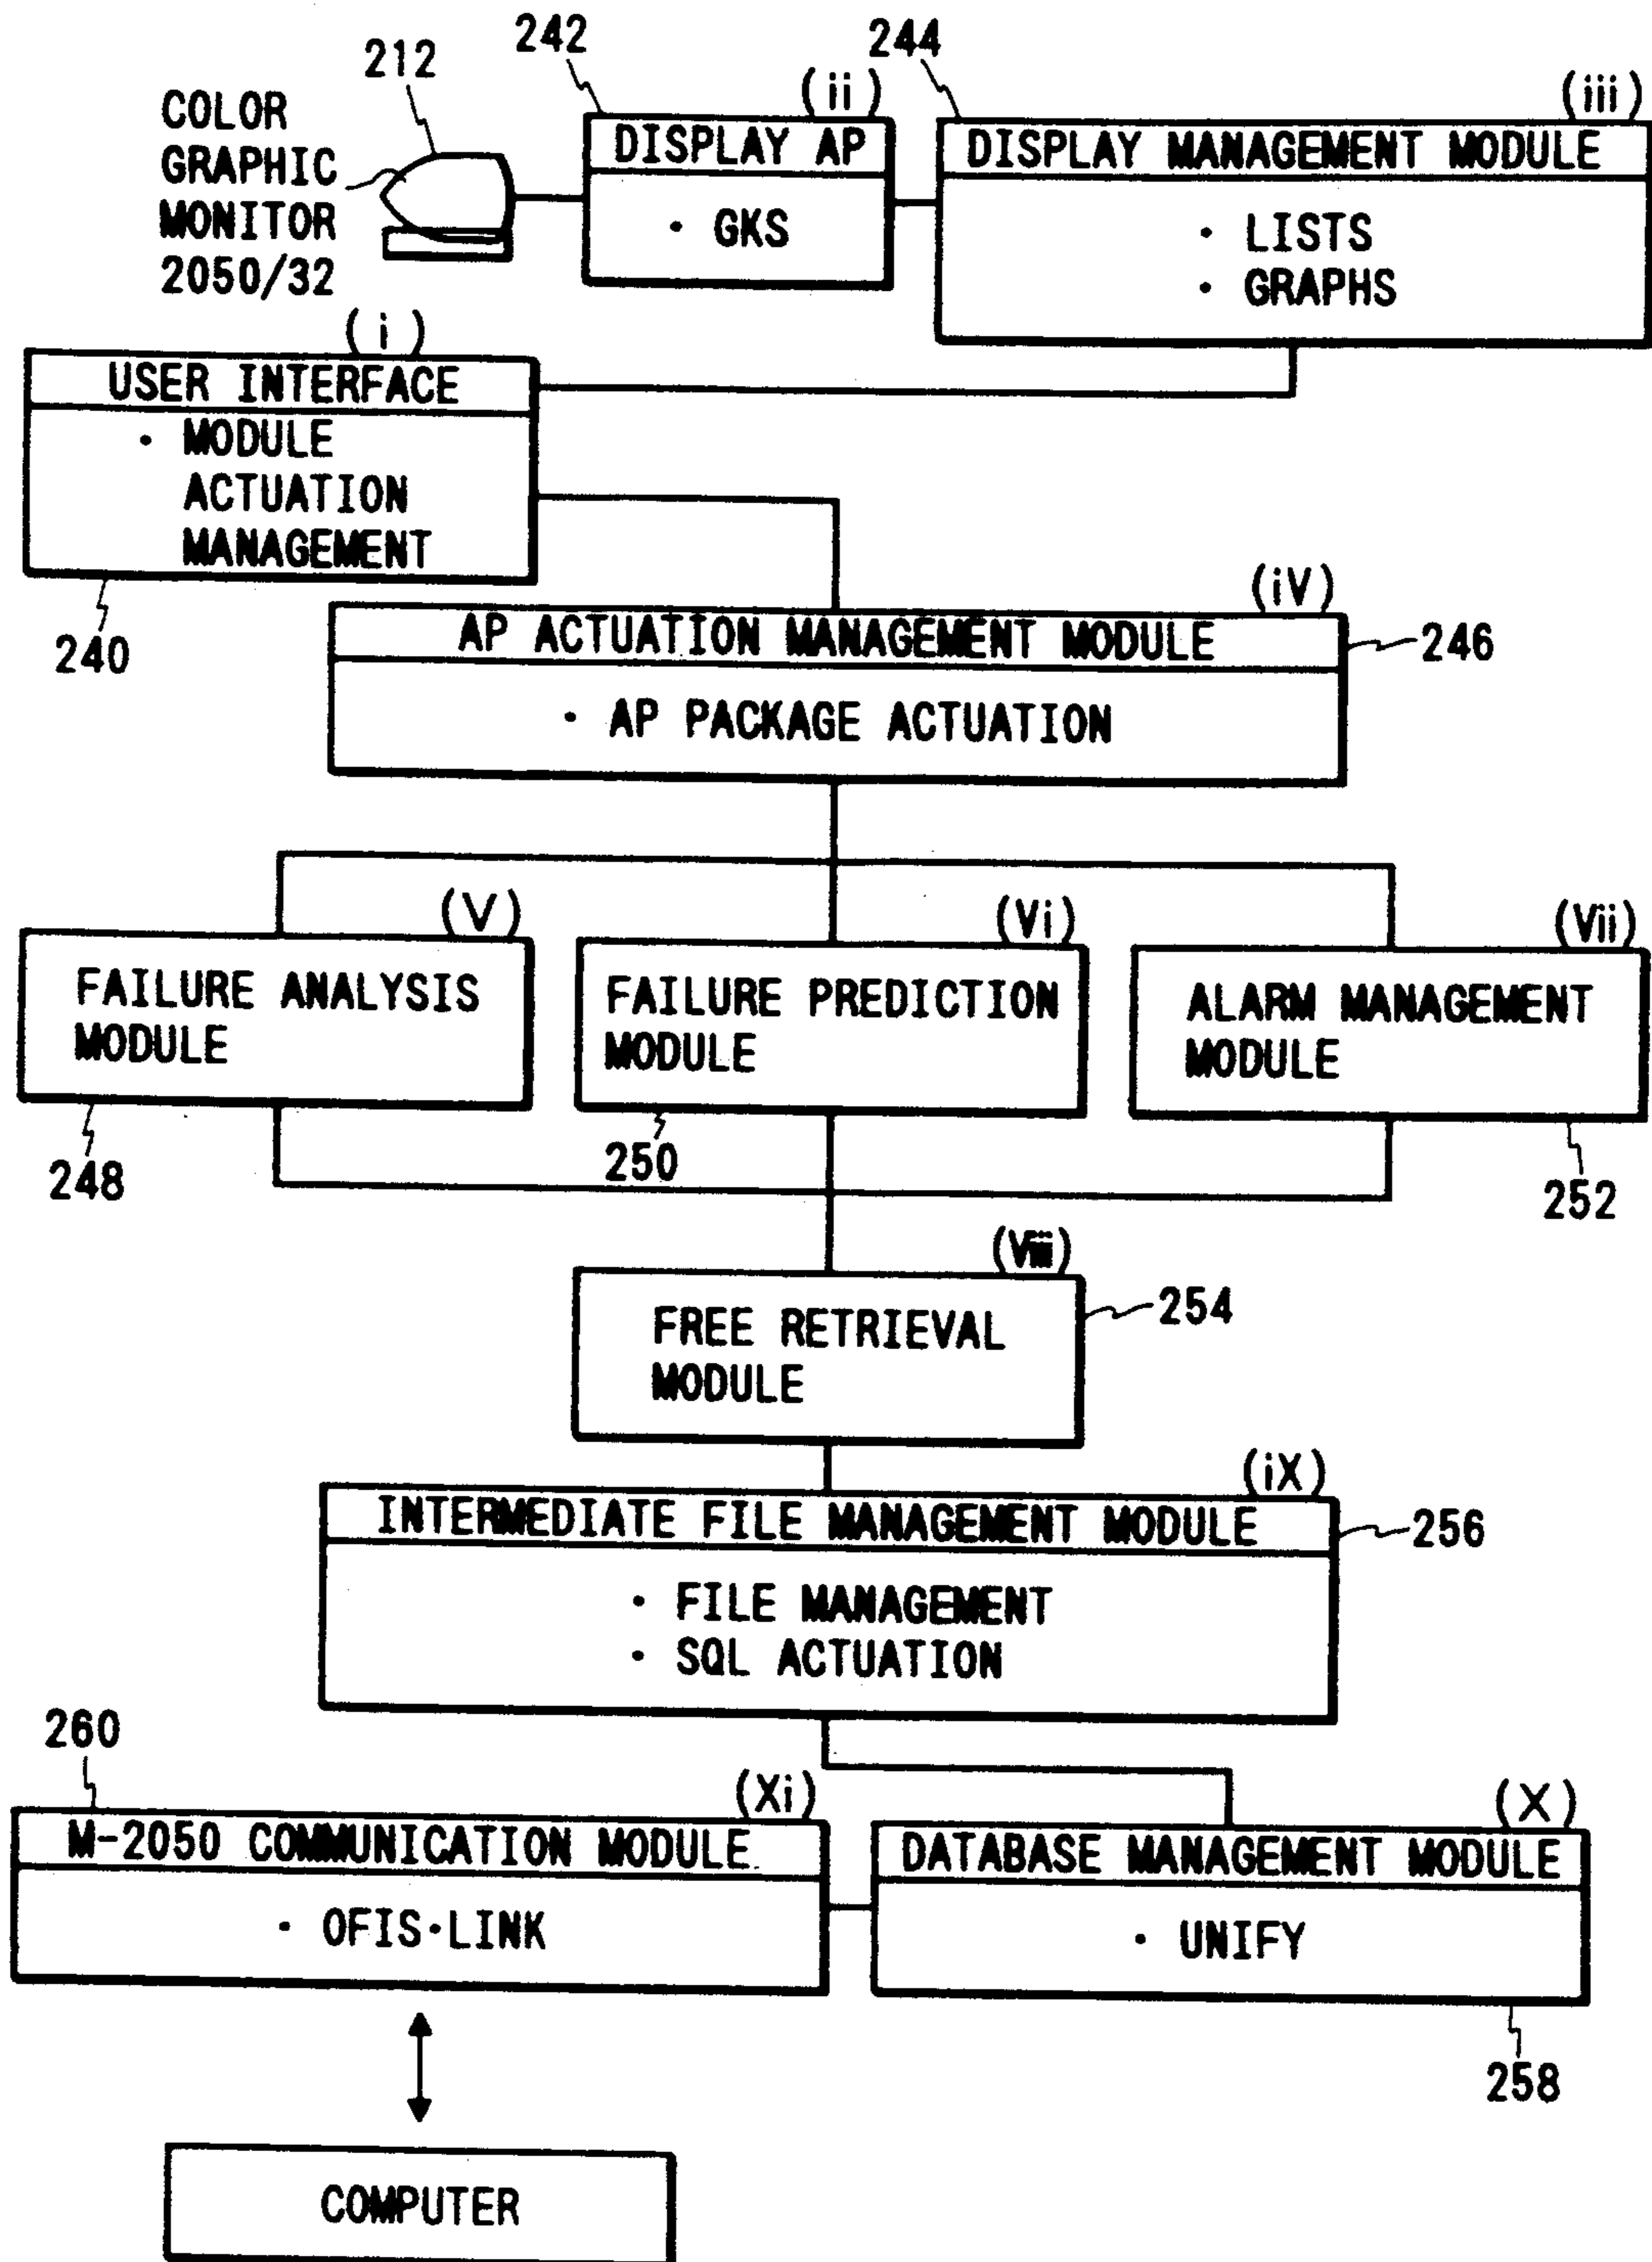 242
244
212
(ii)
(iii)
COLOR
GRAPHIC
MONITOR
2050/32
DISPLAY AP
· GKS
DISPLAY MANAGEMENT MODULE
· LISTS
· GRAPHS
(i)
USER INTERFACE
· MODULE
ACTUATION
MANAGEMENT
240
(iV)
AP ACTUATION MANAGEMENT MODULE
246
· AP PACKAGE ACTUATION
(V)
(Vi)
(Vii)
FAILURE ANALYSIS
MODULE
FAILURE PREDICTION
MODULE
ALARM MANAGEMENT
MODULE
248
250
252
(Viii)
254
FREE RETRIEVAL
MODULE
(iX)
INTERMEDIATE FILE MANAGEMENT MODULE
256
· FILE MANAGEMENT
· SQL ACTUATION
260
(Xi)
(X)
M-2050 COMMUNICATION MODULE
· OFIS·LINK
DATABASE MANAGEMENT MODULE
· UNIFY
258
COMPUTER